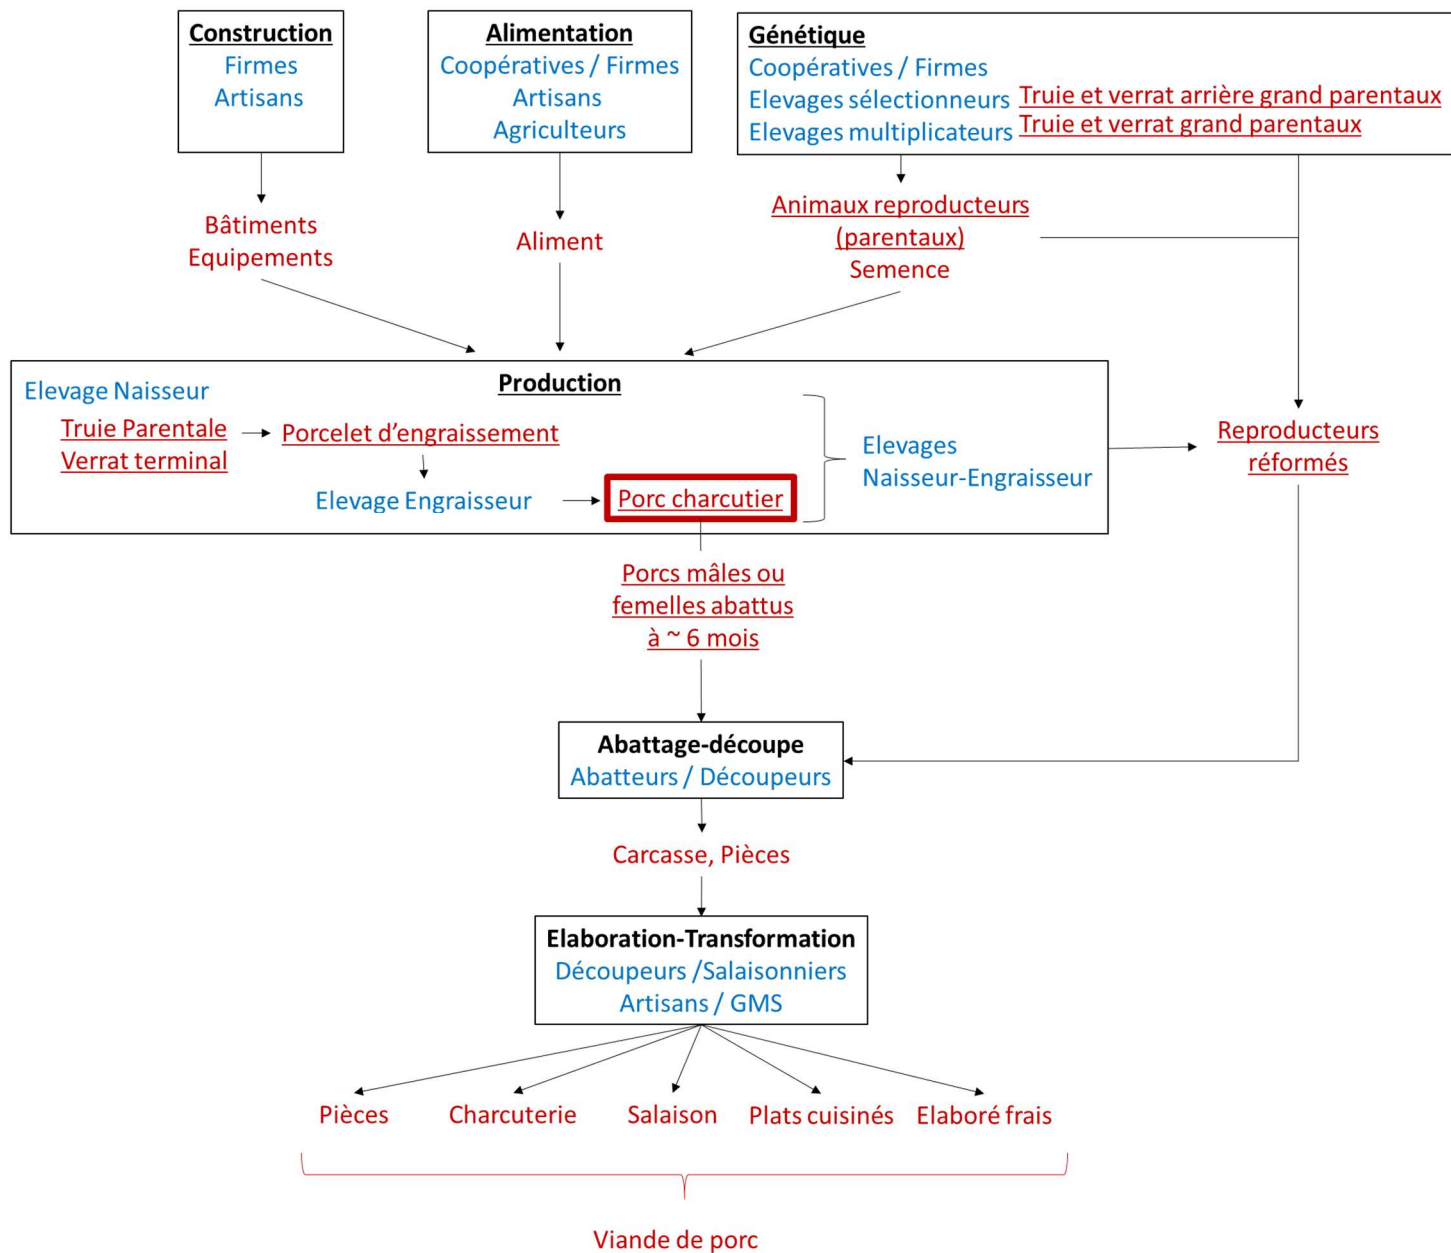 Construction
Firmes
Artisans
Alimentation
Coopératives / Firmes
Artisans
Agriculteurs
Génétique
Coopératives / Firmes
Elevages sélectionneurs Truie et verrat arrière grand parentaux
Elevages multiplicateurs Truie et verrat grand parentaux
Bâtiments
Equipements
Aliment
Animaux reproducteurs
(parentaux)
Semence
Production
Elevage Naisseur
Truie Parentale
Verrat terminal
Porcelet d'engraissement
Elevage Engraisseur
Porc charcutier
Elevages
Naisseur-Engraisseur
Reproducteurs
réformés
Porcs mâles ou
femelles abattus
à ~ 6 mois
Abattage-découpe
Abatteurs / Découpeurs
Carcasse, Pièces
Elaboration-Transformation
Découpeurs /Salaisonniers
Artisans / GMS
Pièces
Charcuterie
Salaison
Plats cuisinés
Elaboré frais
Viande de porc